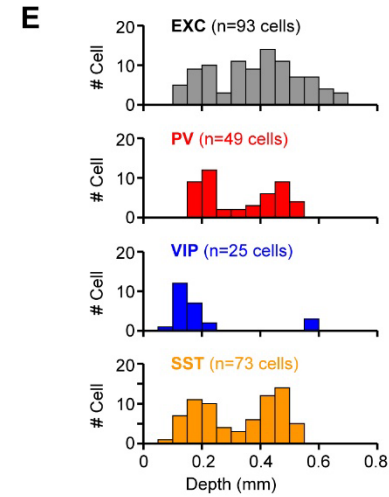 E
EXC (n=93 cells)
# Cell
20
10
0
PV (n=49 cells)
# Cell
20
10
0
VIP (n=25 cells)
# Cell
20
10
0
SST (n=73 cells)
# Cell
20
10
0
0 0.2 0.4 0.6 0.8
Depth (mm)